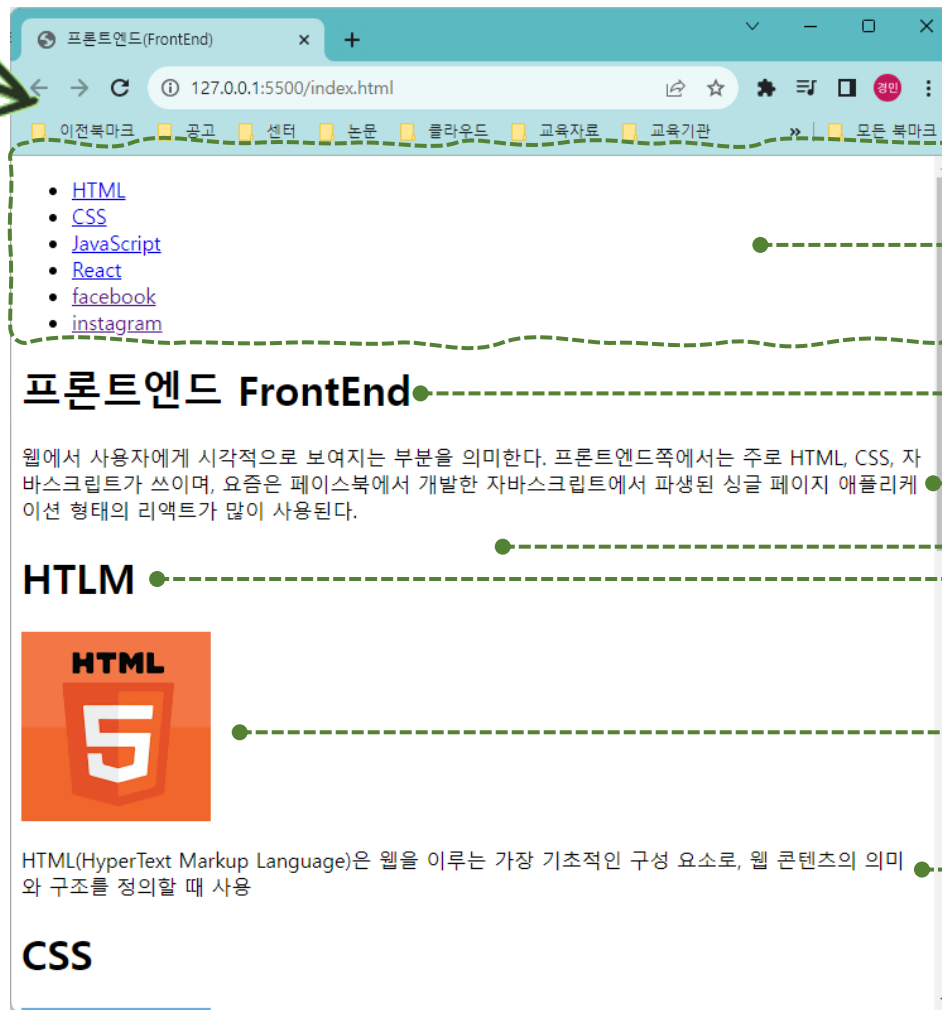 프론트엔드(FrontEnd)
127.0.0.1:5500/index.html
경민
이전북마크 공고 센터 논문 클라우드 교육자료 교육기관 » 모든 북마크
HTML
CSS
JavaScript
React
facebook
instagram
프론트엔드 FrontEnd
웹에서 사용자에게 시각적으로 보여지는 부분을 의미한다. 프론트엔드쪽에서는 주로 HTML, CSS, 자
바스크립트가 쓰이며, 요즘은 페이스북에서 개발한 자바스크립트에서 파생된 싱글 페이지 애플리케
이션 형태의 리액트가 많이 사용된다.
HTLM
HTML
5
HTML(HyperText Markup Language)은 웹을 이루는 가장 기초적인 구성 요소로, 웹 콘텐츠의 의미
와 구조를 정의할 때 사용
CSS